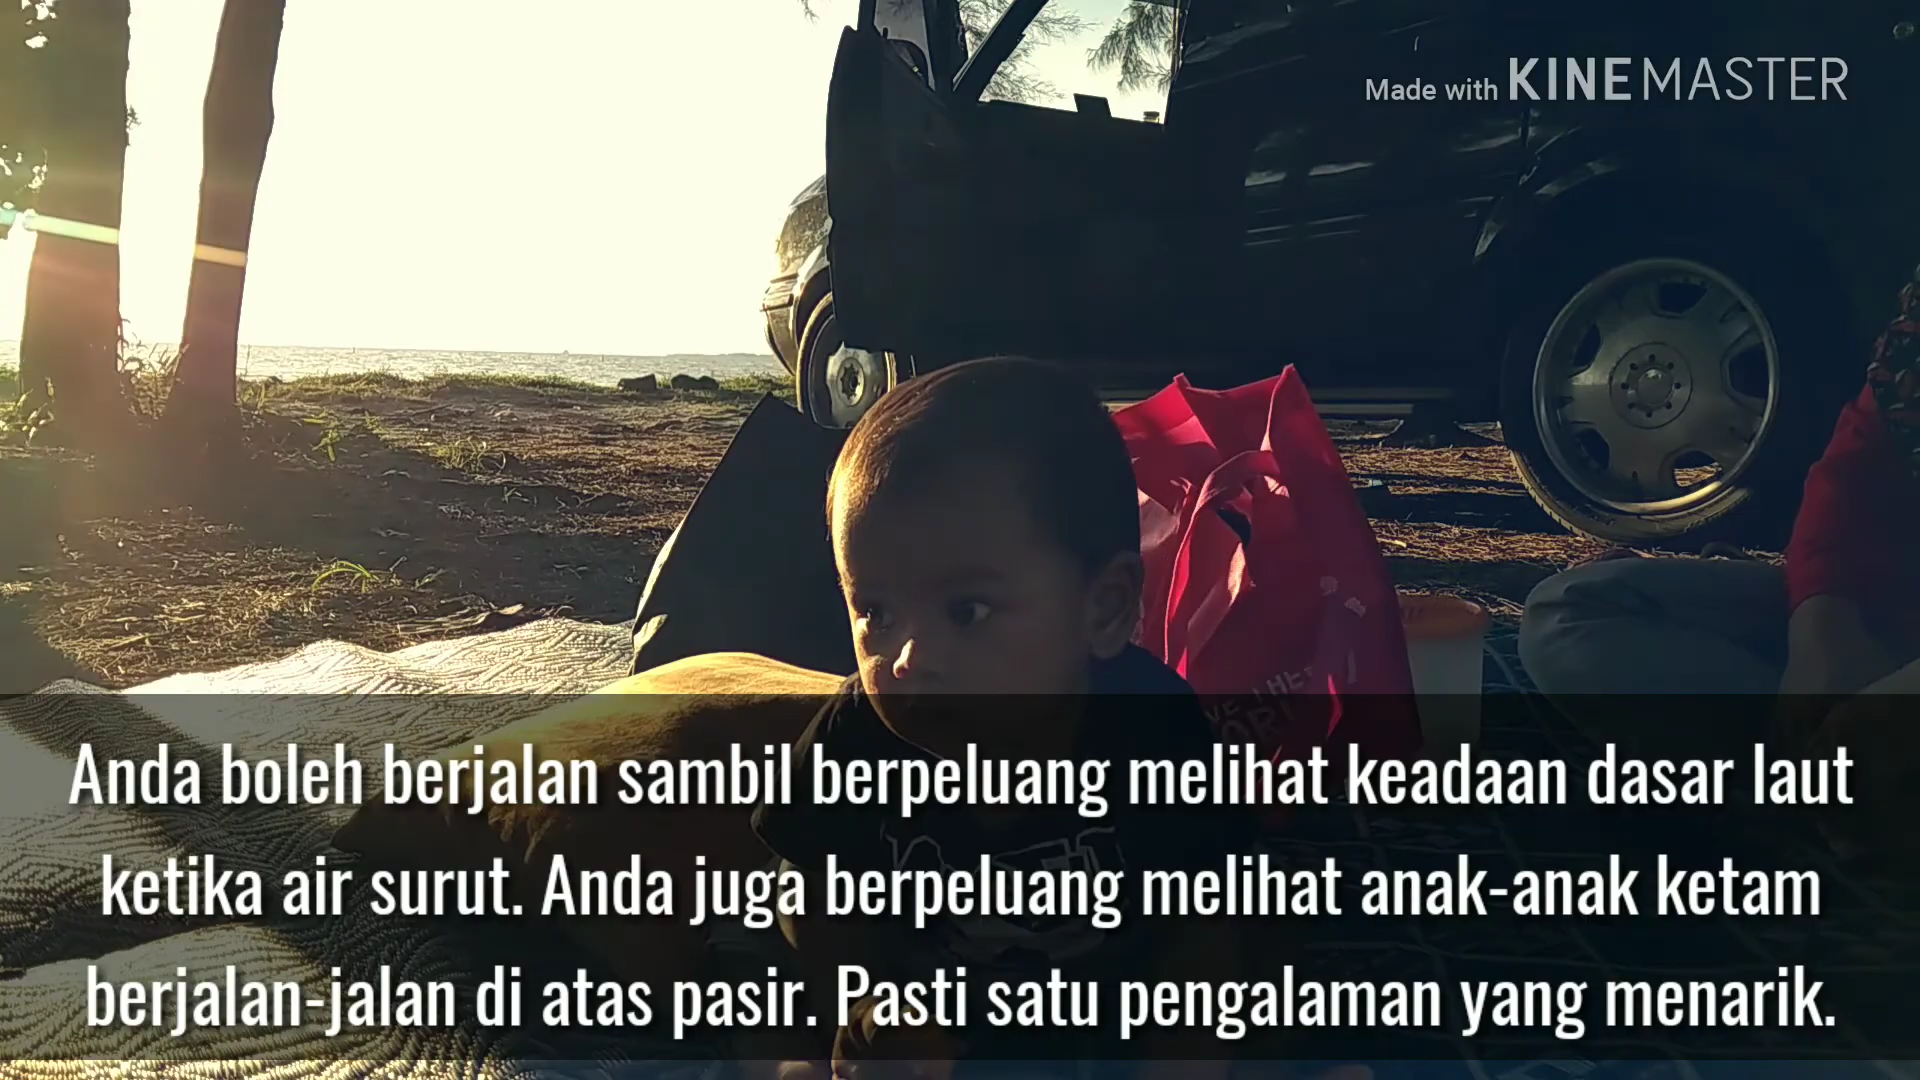 Made with KINEMASTER
Anda boleh berjalan sambil berpeluang melihat keadaan dasar laut
ketika air surut. Anda juga berpeluang melihat anak-anak ketam
berjalan-jalan di atas pasir. Pasti satu pengalaman yang menarik.